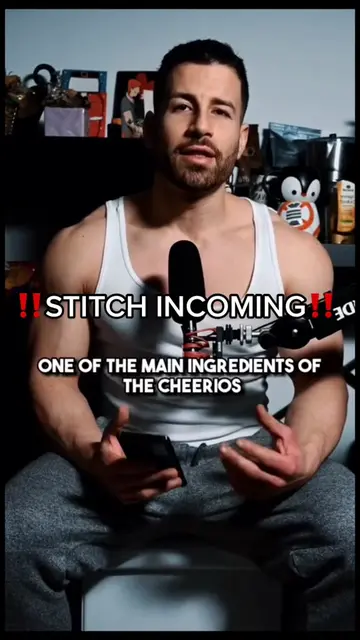 ‼️STITCH INCOMING‼️
ONE OF THE MAIN INGREDIENTS OF
THE CHEERIOS